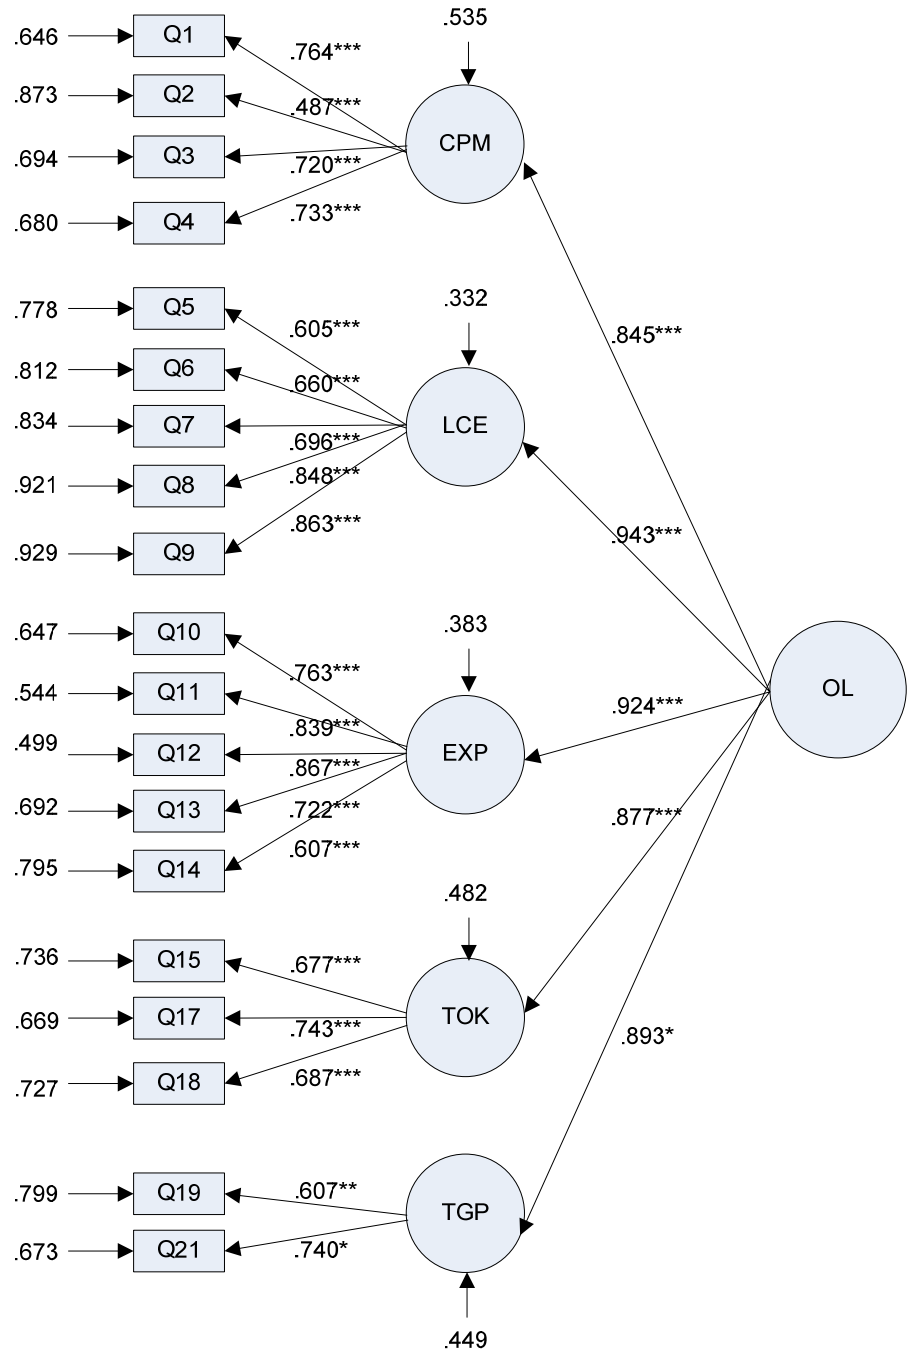 .535
.646 Q1 .764***
.873 Q2 .487***
CPM
.694 Q3 .720***
.680 Q4 .733***
.332
.778 Q5 .605***
.845***
.812 Q6 .660***
.834 Q7 .696***
LCE
.921 Q8 .848***
.929 Q9 .863***
.943***
.383
.647 Q10 .763***
.544 Q11 .839***
OL
.924***
.499 Q12 .867***
EXP
.692 Q13 .722***
.877***
.795 Q14 .607***
.482
.736 Q15 .677***
.669 Q17 .743***
TOK
.893*
.727 Q18 .687***
.799 Q19 .607**
TGP
.673 Q21 .740*
.449